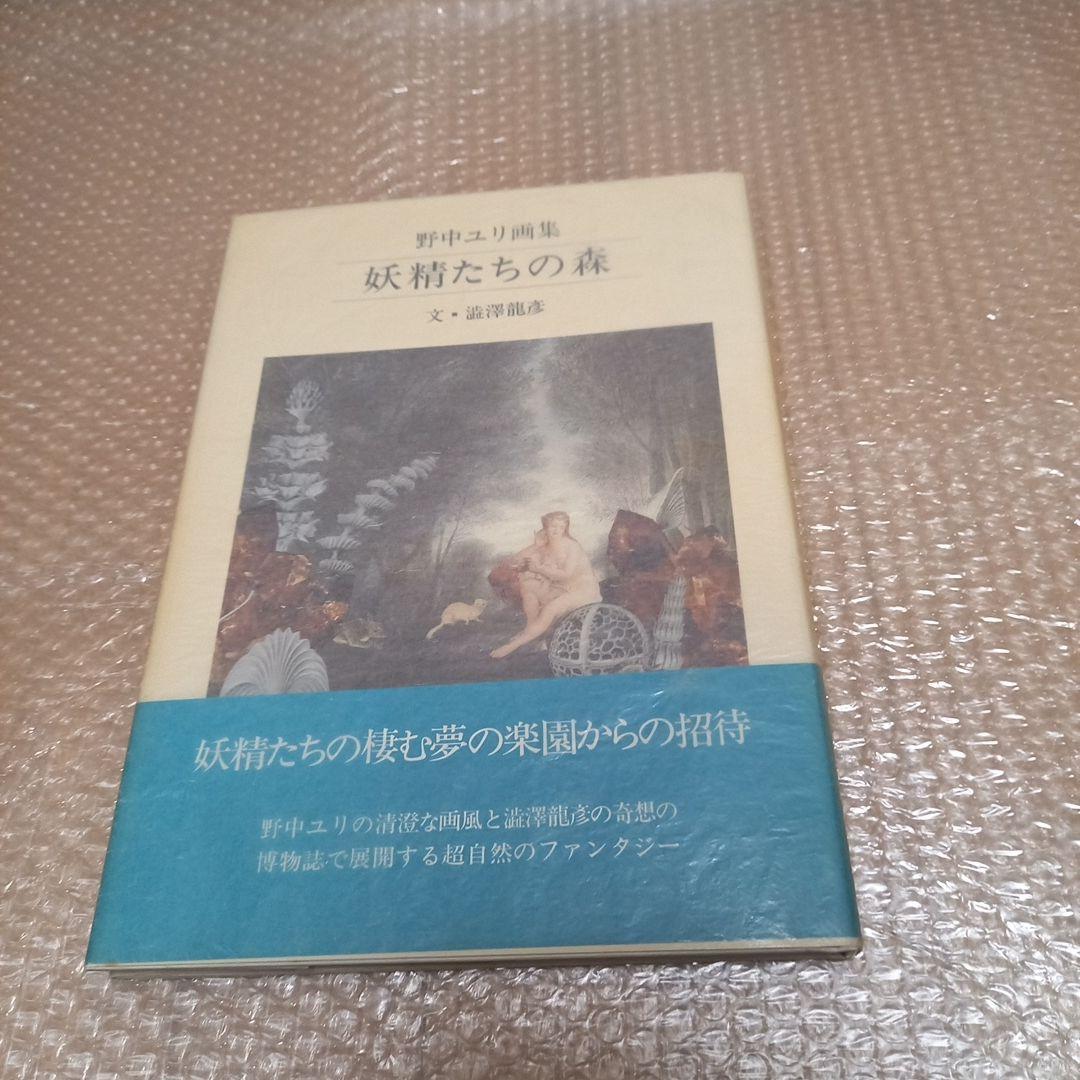 野中ユリ画集
妖精たちの森
文・澁澤龍彦
妖精たちの棲む夢の楽園からの招待
野中ユリの清澄な画風と澁澤龍彦の奇想の
博物誌で展開する超自然のファンタジー